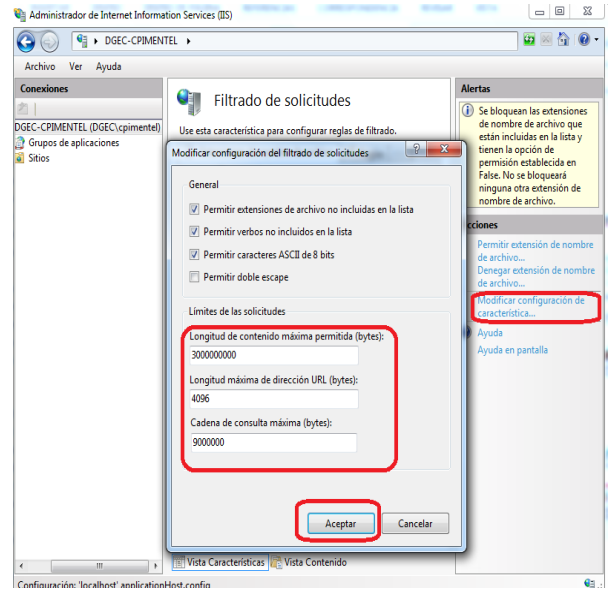 Administrador de Internet Information Services (IIS)
DGEC-CPIMENTEL
Archivo Ver Ayuda
Conexiones
DGEC-CPIMENTEL (DGEC\cpimentel)
Grupos de aplicaciones
Sitios
Filtrado de solicitudes
Use esta característica para configurar reglas de filtrado.
Modificar configuración del filtrado de solicitudes
General
Permitir extensiones de archivo no incluidas en la lista
Permitir verbos no incluidos en la lista
Permitir caracteres ASCII de 8 bits
Permitir doble escape
Límites de las solicitudes
Longitud de contenido máxima permitida (bytes):
3000000000
Longitud máxima de dirección URL (bytes):
4096
Cadena de consulta máxima (bytes):
9000000
Aceptar
Cancelar
Vista Características
Vista Contenido
Alertas
Se bloquean las extensiones
de nombre de archivo que
están incluidas en la lista y
tienen la opción de
permisión establecida en
False. No se bloqueará
ninguna otra extensión de
nombre de archivo.
cciones
Permitir extensión de nombre
de archivo...
Denegar extensión de nombre
de archivo...
Modificar configuración de
característica...
Ayuda
Ayuda en pantalla
Configuración: 'localhost' applicationHost.config